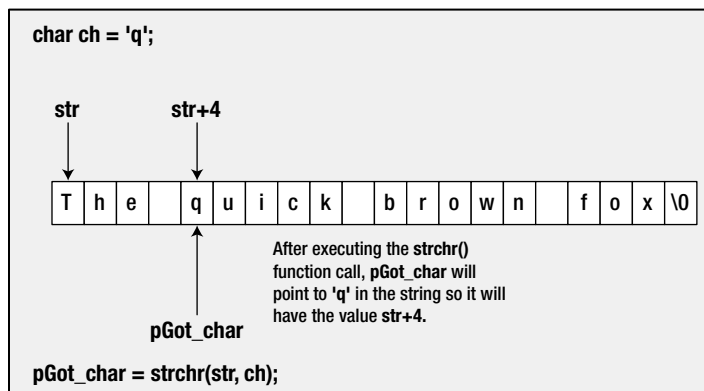 char ch = 'q';
str str+4
T h e q u i c k b r o w n f o x \0
After executing the strchr()
function call, pGot_char will
point to 'q' in the string so it will
have the value str+4.
pGot_char
pGot_char = strchr(str, ch);